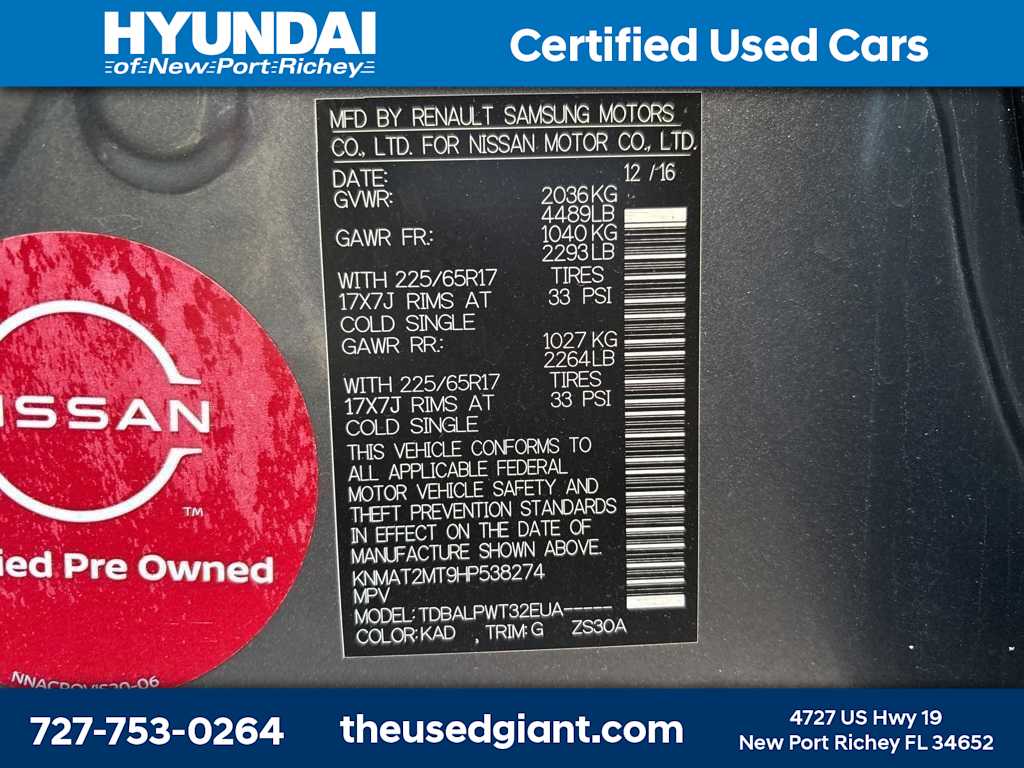 HYUNDAI
of New Port Richey
Certified Used Cars
MFD BY RENAULT SAMSUNG MOTORS
CO., LTD. FOR NISSAN MOTOR CO., LTD.
DATE: 12 /16
GVWR: 2036KG
4489LB
GAWR FR.: 1040 KG
2293LB
WITH 225/65R17 TIRES
17X7J RIMS AT 33 PSI
COLD SINGLE
GAWR RR.: 1027 KG
2264LB
WITH 225/65R17 TIRES
17X7J RIMS AT 33 PSI
COLD SINGLE
THIS VEHICLE CONFORMS TO
ALL APPLICABLE FEDERAL
MOTOR VEHICLE SAFETY AND
THEFT PREVENTION STANDARDS
IN EFFECT ON THE DATE OF
MANUFACTURE SHOWN ABOVE.
KNMAT2MT9HP538274
MPV
MODEL: TDBALPWT32EUA-----
COLOR: KAD , TRIM: G ZS30A
ISSAN
TM
ied Pre Owned
727-753-0264
theusedgiant.com
4727 US Hwy 19
New Port Richey FL 34652